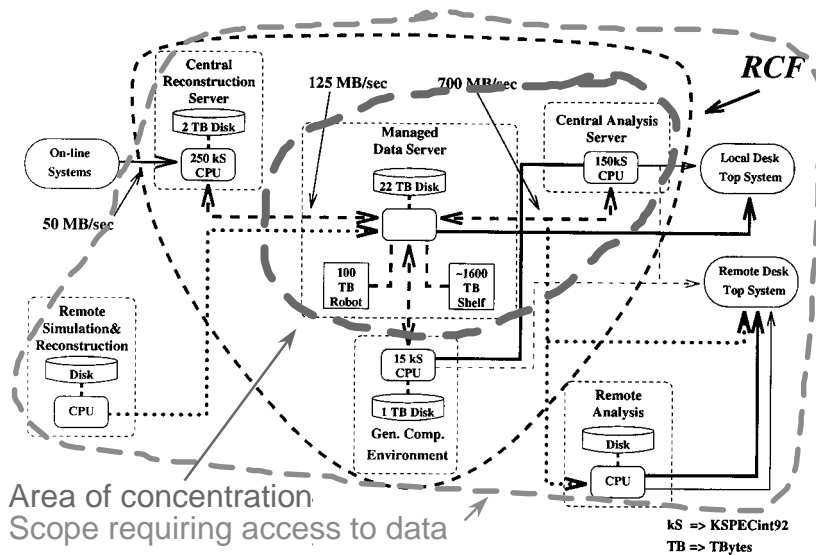 Central
Reconstruction
Server
2 TB Disk
250 kS
CPU
125 MB/sec
700 MB/sec
RCF
On-line
Systems
50 MB/sec
Managed
Data Server
22 TB Disk
100
TB
Robot
~1600
TB
Shelf
Central Analysis
Server
150kS
CPU
Local Desk
Top System
Remote Desk
Top System
Remote
Simulation&
Reconstruction
Disk
CPU
15 kS
CPU
1 TB Disk
Gen. Comp.
Environment
Remote
Analysis
Disk
CPU
Area of concentration
Scope requiring access to data
kS => KSPECint92
TB => TBytes